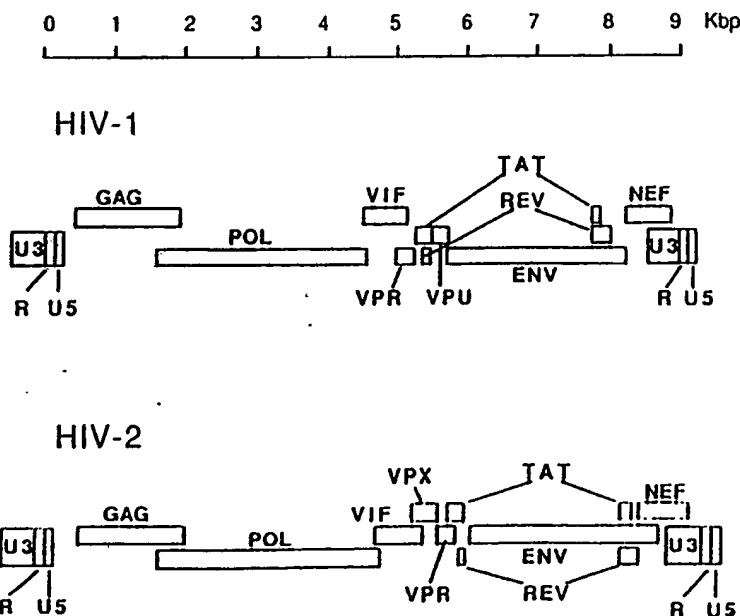 0 1 2 3 4 5 6 7 8 9 Kbp
HIV-1
TAT
GAG VIF REV NEF
U3 POL U3
ENV
R U5 VPR VPU R U5
HIV-2
VPX TAT
NEF
GAG VIF
U3 POL ENV U3
VPR REV
R U5 R U5